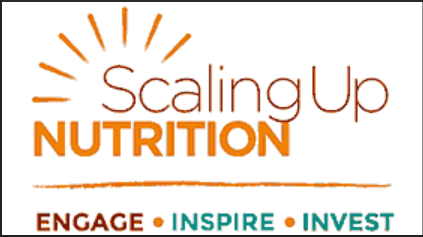 Scaling Up
NUTRITION
ENGAGE • INSPIRE • INVEST